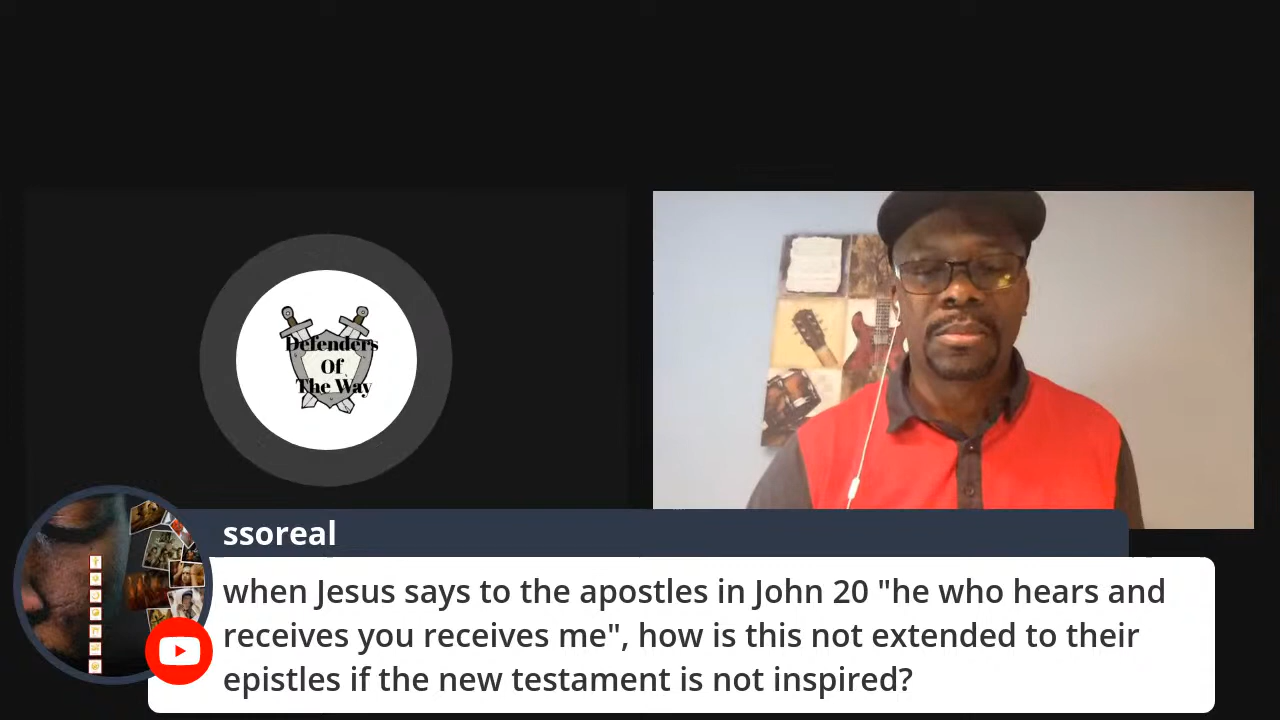 Defenders
Of
The Way
ssoreal
when Jesus says to the apostles in John 20 "he who hears and
receives you receives me", how is this not extended to their
epistles if the new testament is not inspired?